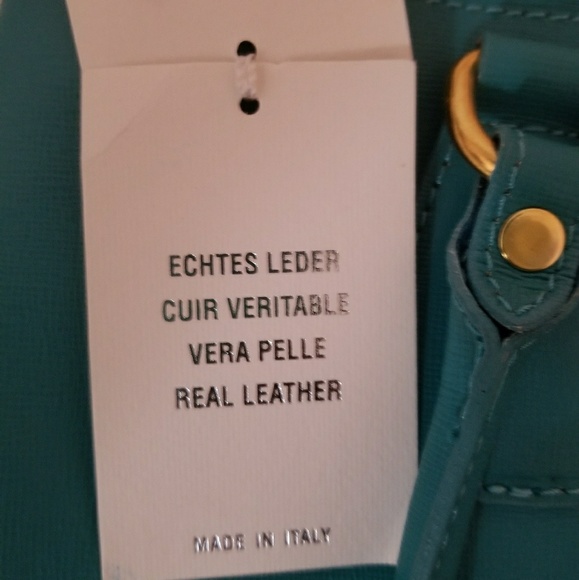 ECHTES LEDER
CUIR VERITABLE
VERA PELLE
REAL LEATHER
MADE IN ITALY